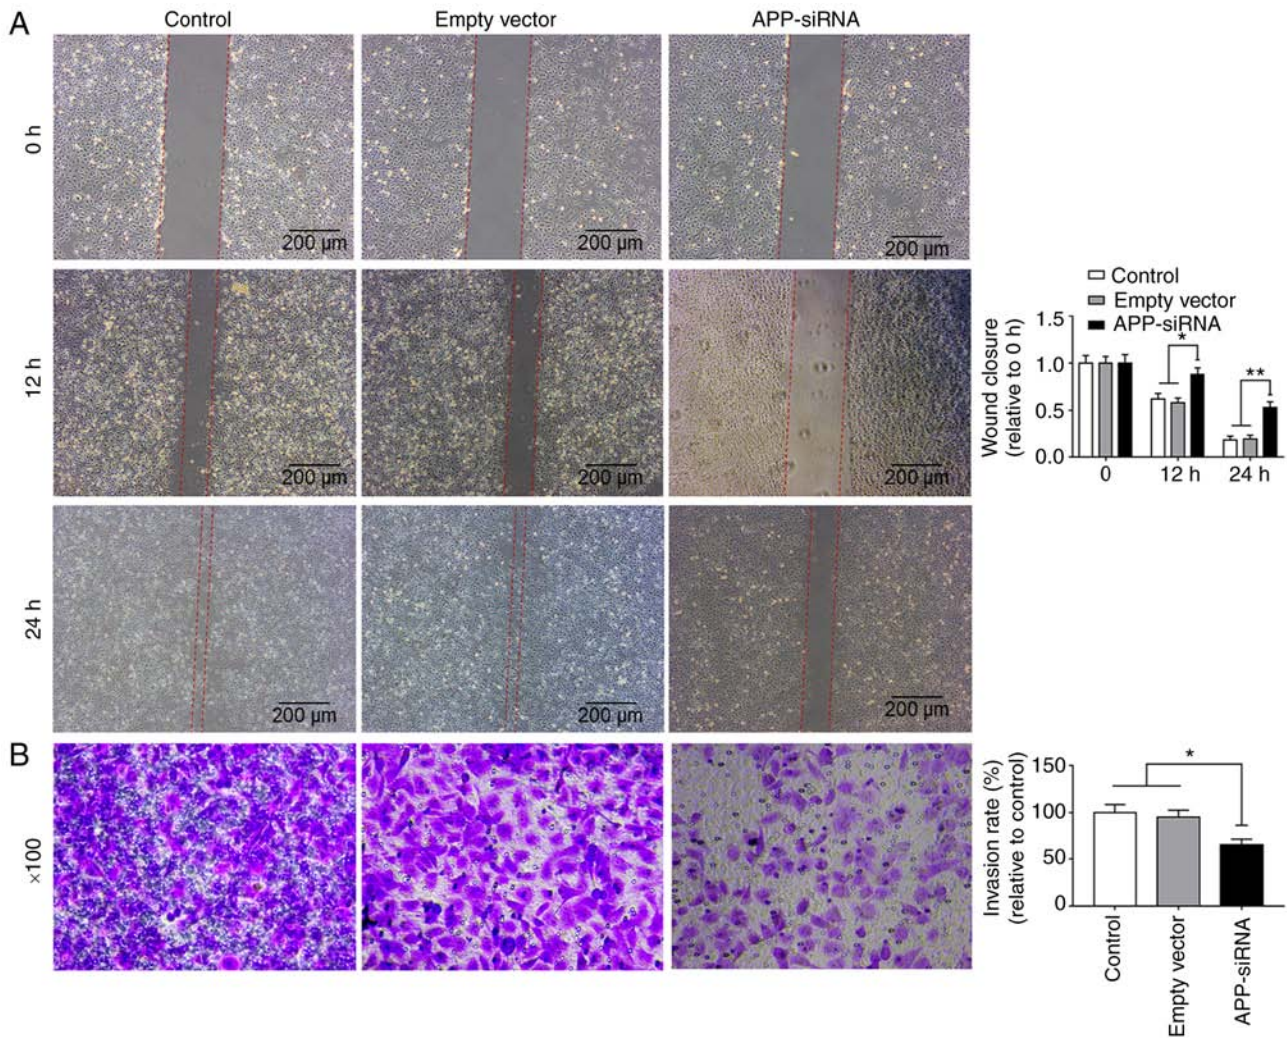 A
Control
Empty vector
APP-siRNA
0 h
200 µm
200 µm
200 µm
12 h
200 µm
200 µm
200 µm
24 h
200 µm
200 µm
200 µm
Control
Empty vector
APP-siRNA
Wound closure
(relative to 0 h)
1.5
1.0
0.5
0.0
*
**
0
12 h
24 h
B
×100
Invasion rate (%)
(relative to control)
150
100
50
0
*
Control
Empty vector
APP-siRNA